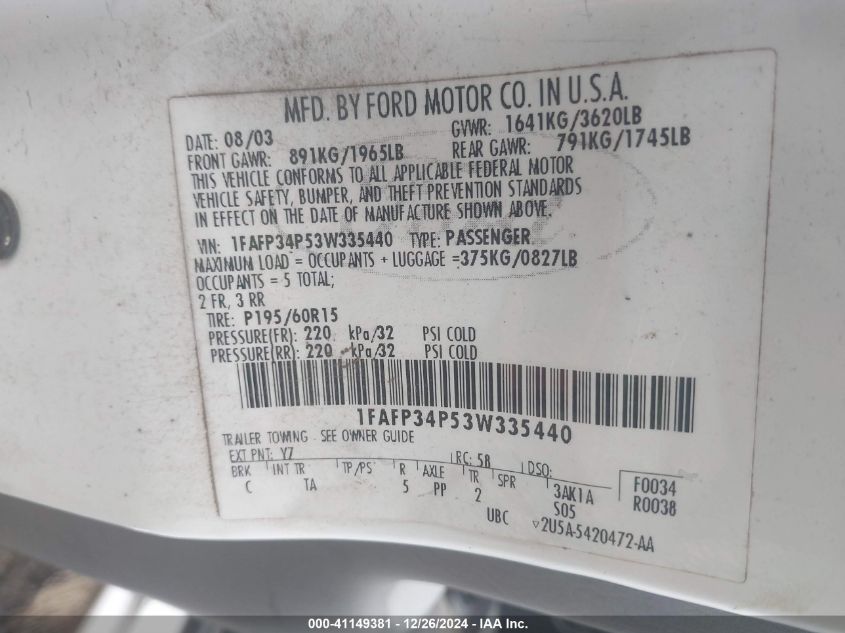 MFD. BY FORD MOTOR CO. IN U.S.A.
DATE: 08/03 GVWR: 1641KG/3620LB
FRONT GAWR: 891KG/1965LB REAR GAWR: 791KG/1745LB
THIS VEHICLE CONFORMS TO ALL APPLICABLE FEDERAL MOTOR
VEHICLE SAFETY, BUMPER, AND THEFT PREVENTION STANDARDS
IN EFFECT ON THE DATE OF MANUFACTURE SHOWN ABOVE.
VIN: 1FAFP34P53W335440 TYPE: PASSENGER
MAXIMUM LOAD = OCCUPANTS + LUGGAGE =375KG/0827LB
OCCUPANTS = 5 TOTAL;
2 FR, 3 RR
TIRE: P195/60R15
PRESSURE(FR): 220 kPa/32 PSI COLD
PRESSURE(RR): 220 kPa/32 PSI COLD
1FAFP34P53W335440
TRAILER TOWING - SEE OWNER GUIDE
EXT PNT: Y7 RC: 58 DSO:
BRK INT TR TP/PS R AXLE TR SPR
C TA 5 PP 2 3AK1A F0034
S05 R0038
UBC 2U5A-5420472-AA
000-41149381 - 12/26/2024 - IAA Inc.